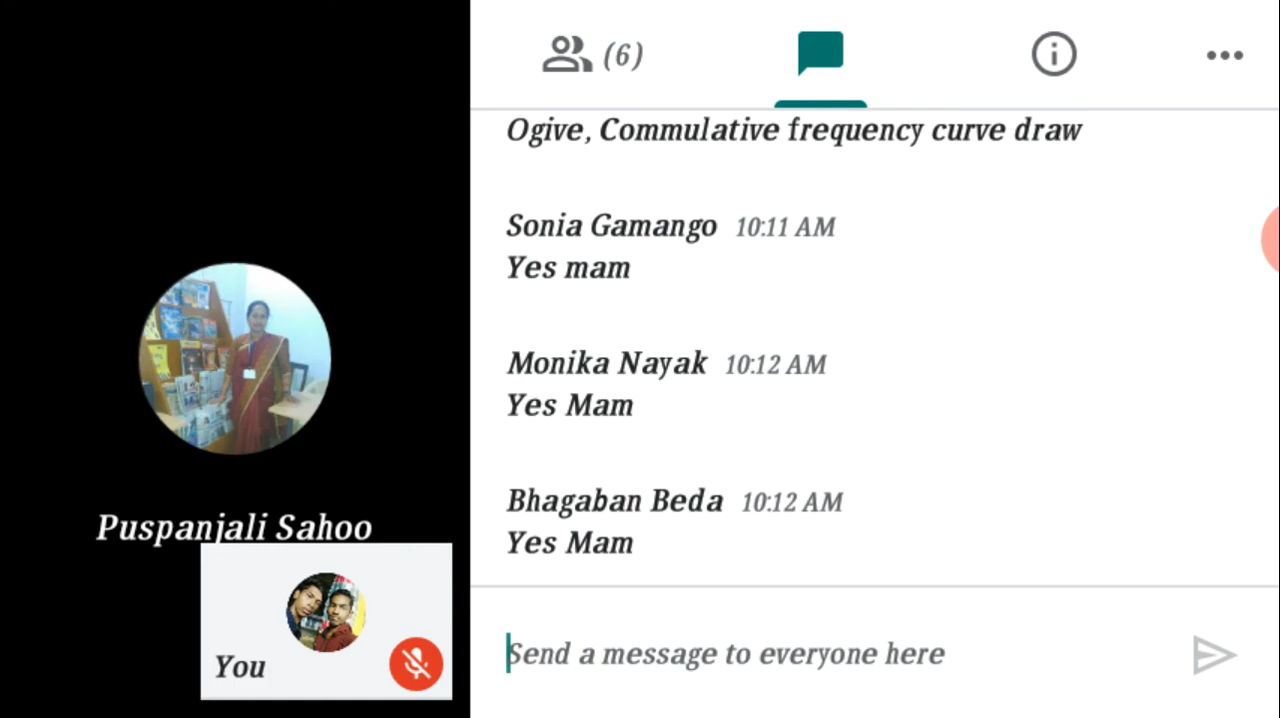 (6)
Ogive, Commulative frequency curve draw
Sonia Gamango 10:11 AM
Yes mam
Monika Nayak 10:12 AM
Yes Mam
Bhagaban Beda 10:12 AM
Yes Mam
Send a message to everyone here
Puspanjali Sahoo
You